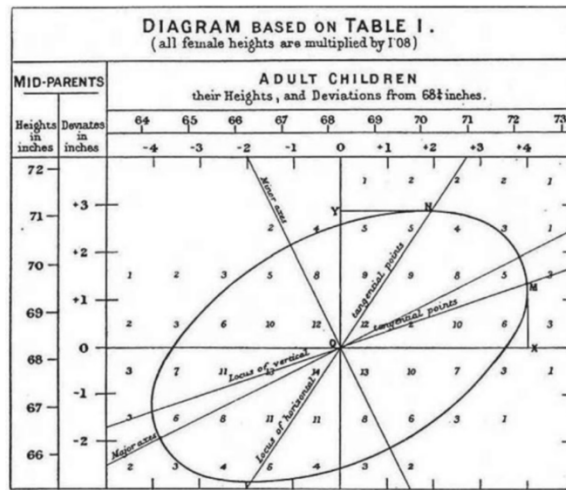 DIAGRAM BASED ON TABLE I.
(all female heights are multiplied by 1'08)
MID-PARENTS
ADULT CHILDREN
their Heights, and Deviations from 68¼ inches.
Heights in inches
Deviates in inches
64 65 66 67 68 69 70 71 72 73
-4 -3 -2 -1 0 +1 +2 +3 +4
72
1 2 2 2 1
Minor axes
+3
Y N
71
2 4 5 5 4 3 1
+2
70
1 2 3 5 8 9 9 8 5 3
tangencial points
M
+1
69
2 3 6 10 12 12 2 10 6 3
tangencial points
0 O X
68
3 7 11 13 14 13 10 7 3 1
Locus of vertical
-1
67
3 6 8 11 11 8 6 3 1
Major axes
Locus of horizontal
-2
66
2 3 4 5 4 3 2